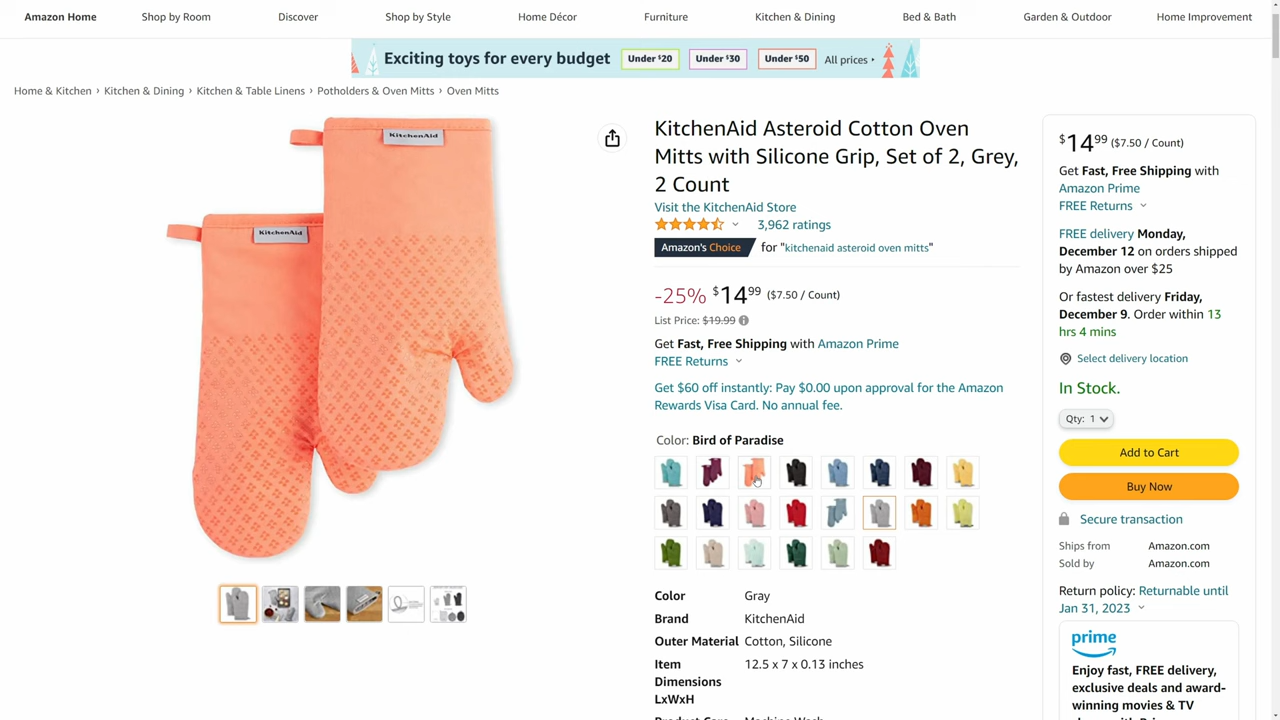 Amazon Home Shop by Room Discover Shop by Style Home Décor Furniture Kitchen & Dining Bed & Bath Garden & Outdoor Home Improvement
Exciting toys for every budget Under $20 Under $30 Under $50 All prices
Home & Kitchen › Kitchen & Dining › Kitchen & Table Linens › Potholders & Oven Mitts › Oven Mitts
KitchenAid
KitchenAid
KitchenAid Asteroid Cotton Oven
Mitts with Silicone Grip, Set of 2, Grey,
2 Count
Visit the KitchenAid Store
3,962 ratings
Amazon's Choice for "kitchenaid asteroid oven mitts"
-25% $14 99 ($7.50 / Count)
List Price: $19.99
Get Fast, Free Shipping with Amazon Prime
FREE Returns
Get $60 off instantly: Pay $0.00 upon approval for the Amazon
Rewards Visa Card. No annual fee.
Color: Bird of Paradise
Color Gray
Brand KitchenAid
Outer Material Cotton, Silicone
Item 12.5 x 7 x 0.13 inches
Dimensions
LxWxH
Product Care Machine Wash
$14 99 ($7.50 / Count)
Get Fast, Free Shipping with
Amazon Prime
FREE Returns
FREE delivery Monday,
December 12 on orders shipped
by Amazon over $25
Or fastest delivery Friday,
December 9. Order within 13
hrs 4 mins
Select delivery location
In Stock.
Qty: 1
Add to Cart
Buy Now
Secure transaction
Ships from Amazon.com
Sold by Amazon.com
Return policy: Returnable until
Jan 31, 2023
prime
Enjoy fast, FREE delivery,
exclusive deals and award-
winning movies & TV